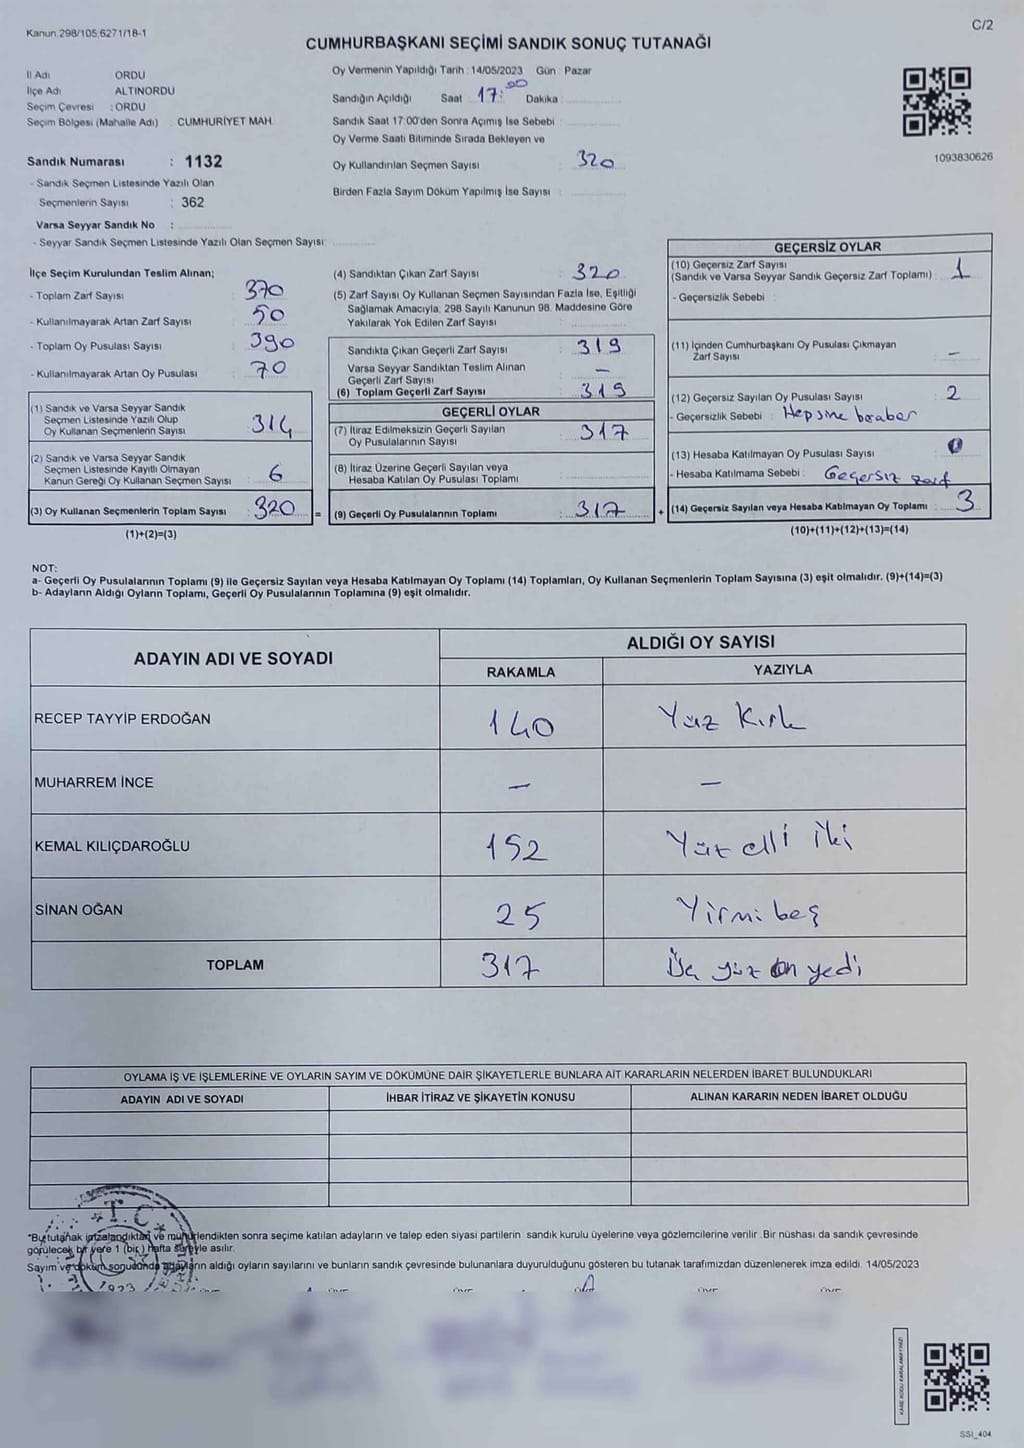 Kanun 298/105,6271/18-1
C/2
CUMHURBAŞKANI SEÇİMİ SANDIK SONUÇ TUTANAĞI
İl Adı ORDU
İlçe Adı ALTINORDU
Seçim Çevresi : ORDU
Seçim Bölgesi (Mahalle Adı) : CUMHURİYET MAH.
Sandık Numarası : 1132
- Sandık Seçmen Listesinde Yazılı Olan
Seçmenlerin Sayısı : 362
Varsa Seyyar Sandık No :
- Seyyar Sandık Seçmen Listesinde Yazılı Olan Seçmen Sayısı:
Oy Vermenin Yapıldığı Tarih : 14/05/2023 Gün : Pazar
Sandığın Açıldığı Saat 17:00 Dakika :
Sandık Saat 17:00'den Sonra Açımış İse Sebebi :
Oy Verme Saati Bitiminde Sırada Bekleyen ve
Oy Kullandırılan Seçmen Sayısı : 320
Birden Fazla Sayım Döküm Yapılmış İse Sayısı :
1093830626
İlçe Seçim Kurulundan Teslim Alınan;
- Toplam Zarf Sayısı : 370
- Kullanılmayarak Artan Zarf Sayısı : 50
- Toplam Oy Pusulası Sayısı : 390
- Kullanılmayarak Artan Oy Pusulası : 70
(1) Sandık ve Varsa Seyyar Sandık
Seçmen Listesinde Yazılı Olup
Oy Kullanan Seçmenlerin Sayısı : 314
(2) Sandık ve Varsa Seyyar Sandık
Seçmen Listesinde Kayıtlı Olmayan
Kanun Gereği Oy Kullanan Seçmen Sayısı : 6
(3) Oy Kullanan Seçmenlerin Toplam Sayısı : 320 =
(1)+(2)=(3)
(4) Sandıktan Çıkan Zarf Sayısı : 320
(5) Zarf Sayısı Oy Kullanan Seçmen Sayısından Fazla İse, Eşitliği
Sağlamak Amacıyla, 298 Sayılı Kanunun 98. Maddesine Göre
Yakılarak Yok Edilen Zarf Sayısı :
Sandıkta Çıkan Geçerli Zarf Sayısı : 319
Varsa Seyyar Sandıktan Teslim Alınan
Geçerli Zarf Sayısı : —
(6) Toplam Geçerli Zarf Sayısı : 319
GEÇERLİ OYLAR
(7) İtiraz Edilmeksizin Geçerli Sayılan
Oy Pusulalarının Sayısı : 317
(8) İtiraz Üzerine Geçerli Sayılan veya
Hesaba Katılan Oy Pusulası Toplamı :
(9) Geçerli Oy Pusulalarının Toplamı : 317 +
GEÇERSİZ OYLAR
(10) Geçersiz Zarf Sayısı
(Sandık ve Varsa Seyyar Sandık Geçersiz Zarf Toplamı) : 1
- Geçersizlik Sebebi :
(11) İçinden Cumhurbaşkanı Oy Pusulası Çıkmayan
Zarf Sayısı : —
(12) Geçersiz Sayılan Oy Pusulası Sayısı : 2
- Geçersizlik Sebebi : Hepsine beraber
(13) Hesaba Katılmayan Oy Pusulası Sayısı : 0
- Hesaba Katılmama Sebebi : Geçersiz zarf
(14) Geçersiz Sayılan veya Hesaba Katılmayan Oy Toplamı : 3
(10)+(11)+(12)+(13)=(14)
NOT:
a- Geçerli Oy Pusulalarının Toplamı (9) ile Geçersiz Sayılan veya Hesaba Katılmayan Oy Toplamı (14) Toplamları, Oy Kullanan Seçmenlerin Toplam Sayısına (3) eşit olmalıdır. (9)+(14)=(3)
b- Adayların Aldığı Oyların Toplamı, Geçerli Oy Pusulalarının Toplamına (9) eşit olmalıdır.
ADAYIN ADI VE SOYADI
ALDIĞI OY SAYISI
RAKAMLA YAZIYLA
RECEP TAYYİP ERDOĞAN 140 Yüz Kırk
MUHARREM İNCE — —
KEMAL KILIÇDAROĞLU 152 Yüz elli iki
SİNAN OĞAN 25 Yirmi beş
TOPLAM 317 Üç yüz on yedi
OYLAMA İŞ VE İŞLEMLERİNE VE OYLARIN SAYIM VE DÖKÜMÜNE DAİR ŞİKAYETLERLE BUNLARA AİT KARARLARIN NELERDEN İBARET BULUNDUKLARI
ADAYIN ADI VE SOYADI İHBAR İTİRAZ VE ŞİKAYETİN KONUSU ALINAN KARARIN NEDEN İBARET OLDUĞU
T.C.
1923
*Bu tutanak imzalandıktan ve mühürlendikten sonra seçime katılan adayların ve talep eden siyasi partilerin sandık kurulu üyelerine veya gözlemcilerine verilir. Bir nüshası da sandık çevresinde
görülecek bir yere 1 (bir) hafta süreyle asılır.
Sayım ve döküm sonucunda adayların aldığı oyların sayılarını ve bunların sandık çevresinde bulunanlara duyurulduğunu gösteren bu tutanak tarafımızdan düzenlenerek imza edildi. 14/05/2023
KARE KODU KARALAMAYINIZ!
SSI_404